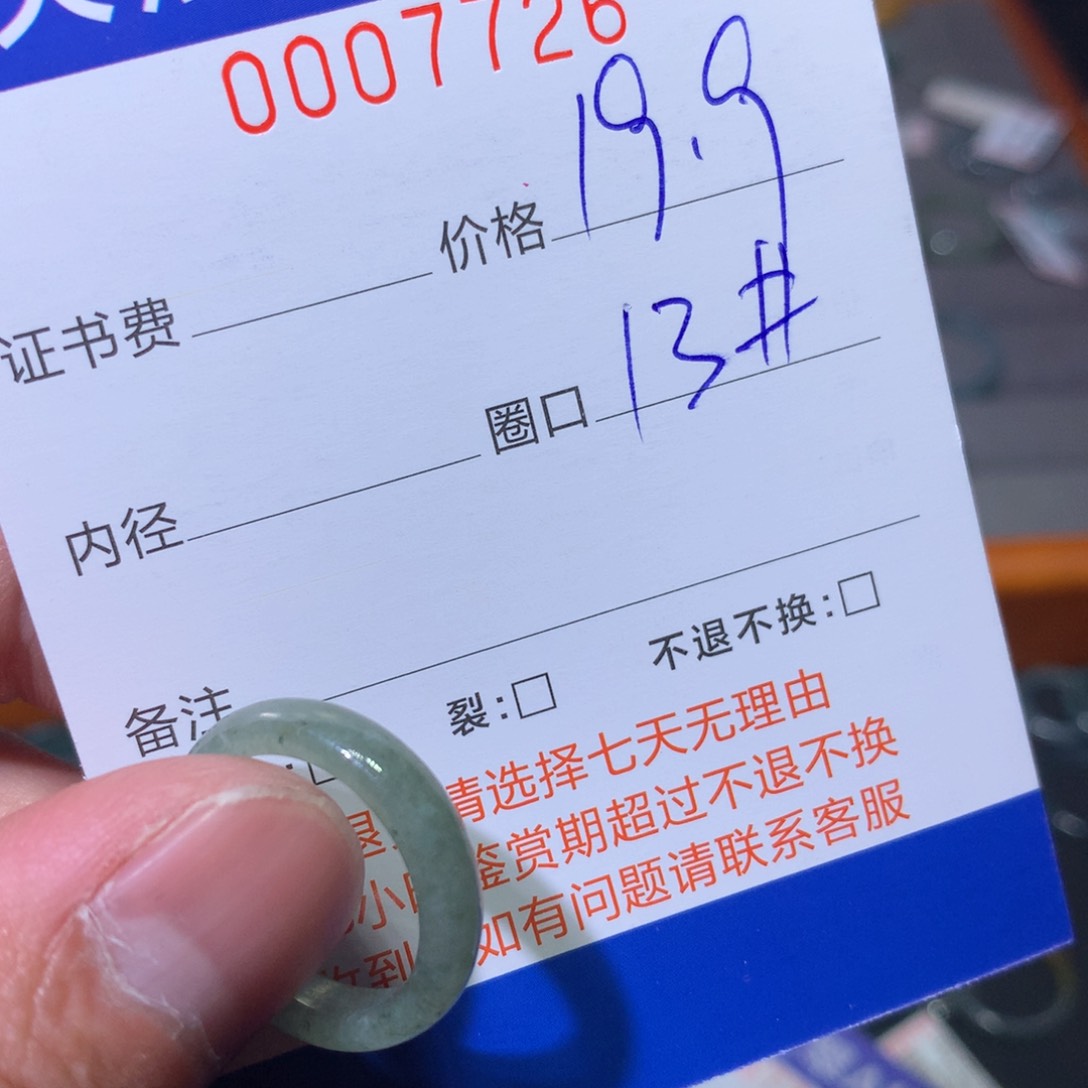 0007726
证书费 价格 19.9
内径 圈口 13#
备注
裂:□ 不退不换:□
请选择七天无理由
鉴赏期超过不退不换
收到 如有问题请联系客服